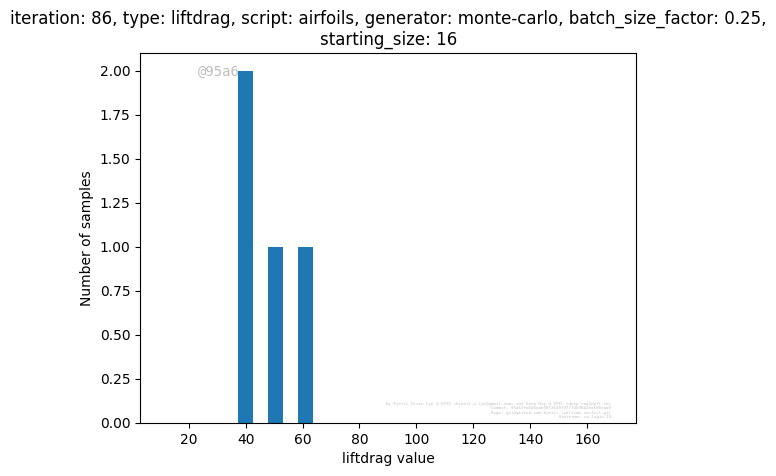 iteration: 86, type: liftdrag, script: airfoils, generator: monte-carlo, batch_size_factor: 0.25,
starting_size: 16
@95a6
2.00
1.75
1.50
1.25
1.00
0.75
0.50
0.25
0.00
Number of samples
20 40 60 80 100 120 140 160
liftdrag value